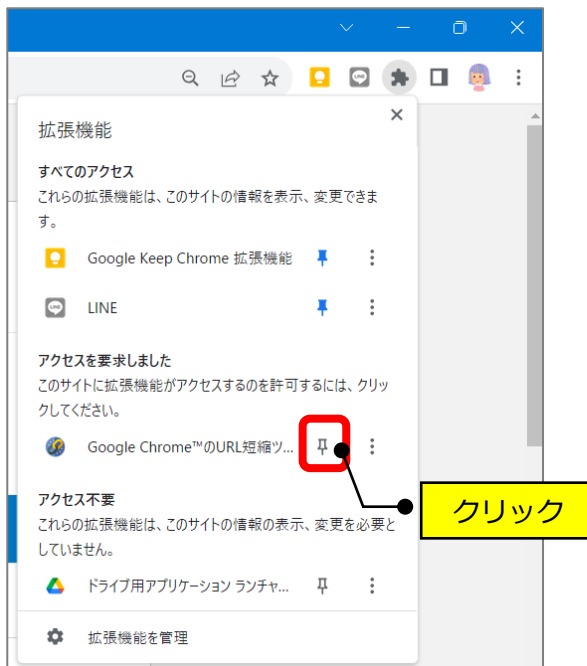 拡張機能
すべてのアクセス
これらの拡張機能は、このサイトの情報を表示、変更できま
す。
Google Keep Chrome 拡張機能
LINE
アクセスを要求しました
このサイトに拡張機能がアクセスするのを許可するには、クリッ
クしてください。
Google Chrome™のURL短縮ツ...
クリック
アクセス不要
これらの拡張機能は、このサイトの情報の表示、変更を必要と
していません。
ドライブ用アプリケーション ランチャ...
拡張機能を管理